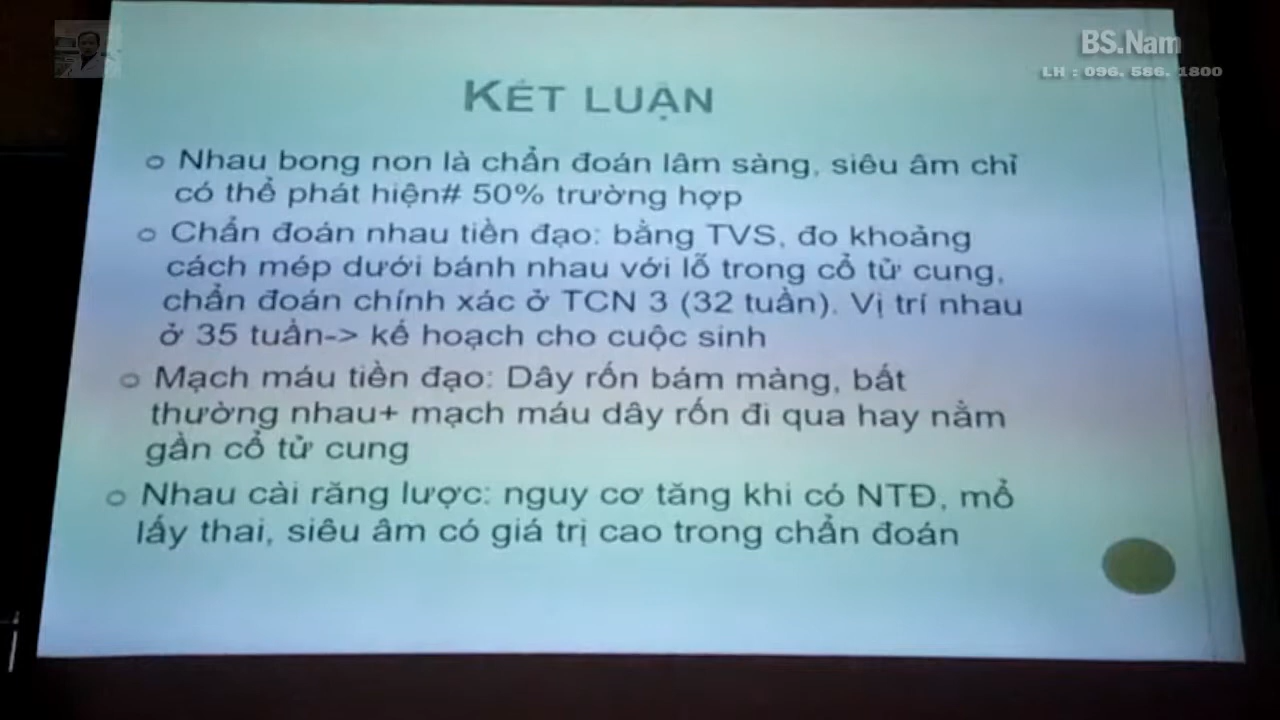 BS.Nam
LH : 096. 586. 1800
KẾT LUẬN
Nhau bong non là chẩn đoán lâm sàng, siêu âm chỉ
có thể phát hiện# 50% trường hợp
Chẩn đoán nhau tiền đạo: bằng TVS, đo khoảng
cách mép dưới bánh nhau với lỗ trong cổ tử cung,
chẩn đoán chính xác ở TCN 3 (32 tuần). Vị trí nhau
ở 35 tuần-> kế hoạch cho cuộc sinh
Mạch máu tiền đạo: Dây rốn bám màng, bất
thường nhau+ mạch máu dây rốn đi qua hay nằm
gần cổ tử cung
Nhau cài răng lược: nguy cơ tăng khi có NTĐ, mổ
lấy thai, siêu âm có giá trị cao trong chẩn đoán